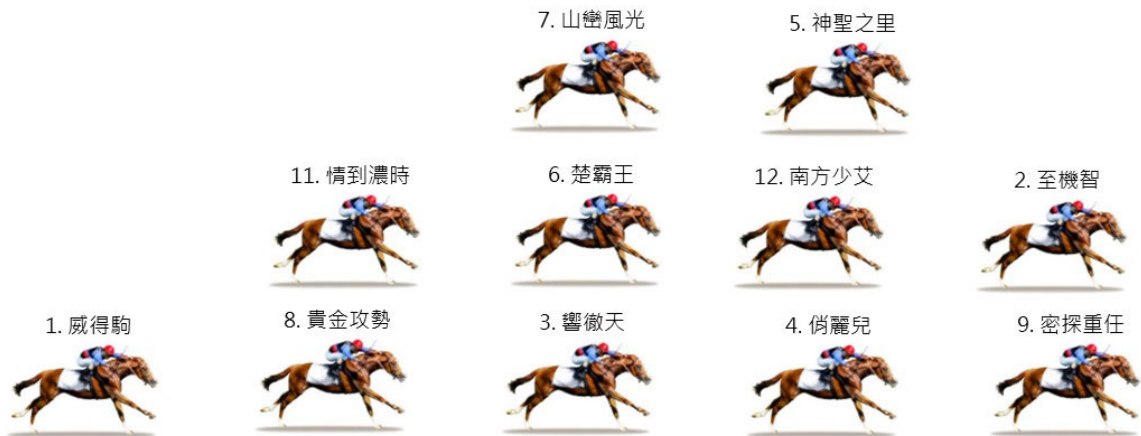 7. 山巒風光
5. 神聖之里
11. 情到濃時
6. 楚霸王
12. 南方少艾
2. 至機智
1. 威得駒
8. 貴金攻勢
3. 響徹天
4. 俏麗兒
9. 密探重任